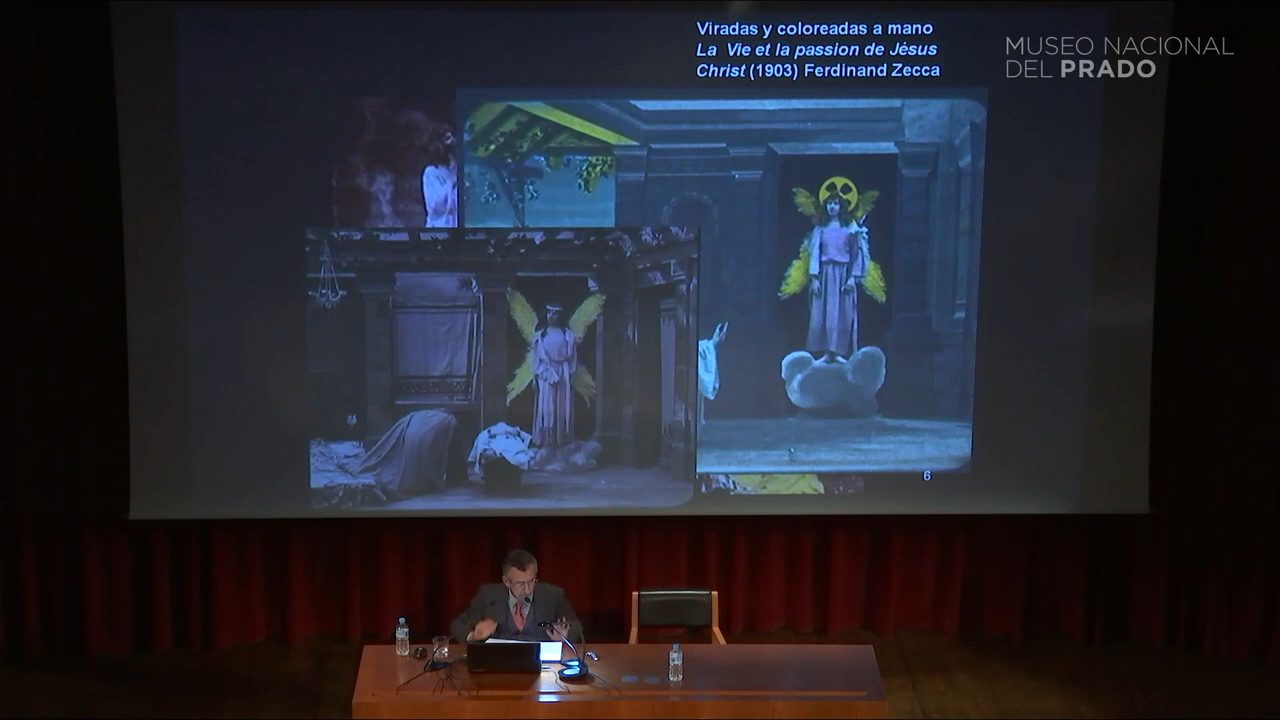 Viradas y coloreadas a mano
La Vie et la passion de Jésus
Christ (1903) Ferdinand Zecca
MUSEO NACIONAL
DEL PRADO
6